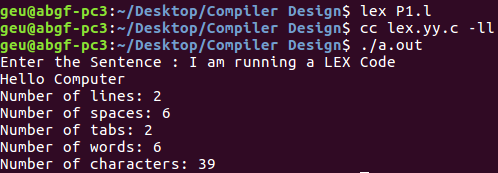 geu@abgf-pc3:~/Desktop/Compiler Design$ lex P1.l
geu@abgf-pc3:~/Desktop/Compiler Design$ cc lex.yy.c -ll
geu@abgf-pc3:~/Desktop/Compiler Design$ ./a.out
Enter the Sentence : I am running a LEX Code
Hello Computer
Number of lines: 2
Number of spaces: 6
Number of tabs: 2
Number of words: 6
Number of characters: 39